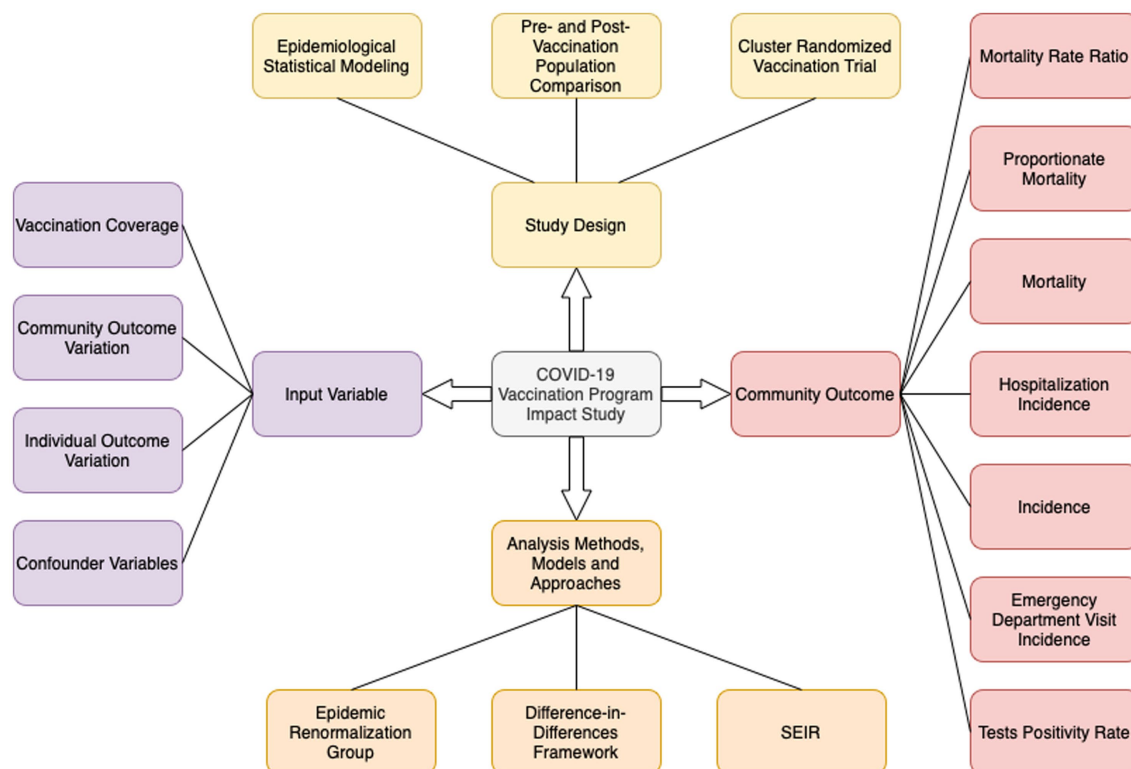 Epidemiological
Statistical Modeling
Pre- and Post-
Vaccination
Population
Comparison
Cluster Randomized
Vaccination Trial
Study Design
Vaccination Coverage
Community Outcome
Variation
Individual Outcome
Variation
Confounder Variables
Input Variable
COVID-19
Vaccination Program
Impact Study
Community Outcome
Mortality Rate Ratio
Proportionate
Mortality
Mortality
Hospitalization
Incidence
Incidence
Emergency
Department Visit
Incidence
Tests Positivity Rate
Analysis Methods,
Models and
Approaches
Epidemic
Renormalization
Group
Difference-in-
Differences
Framework
SEIR